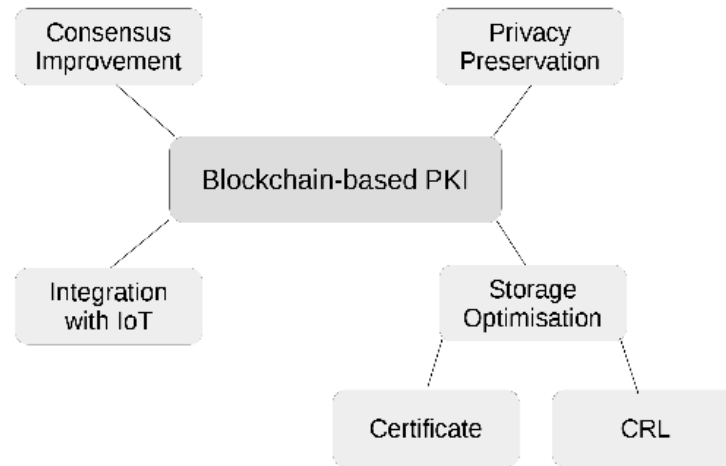 Consensus
Improvement
Privacy
Preservation
Blockchain-based PKI
Integration
with IoT
Storage
Optimisation
Certificate
CRL